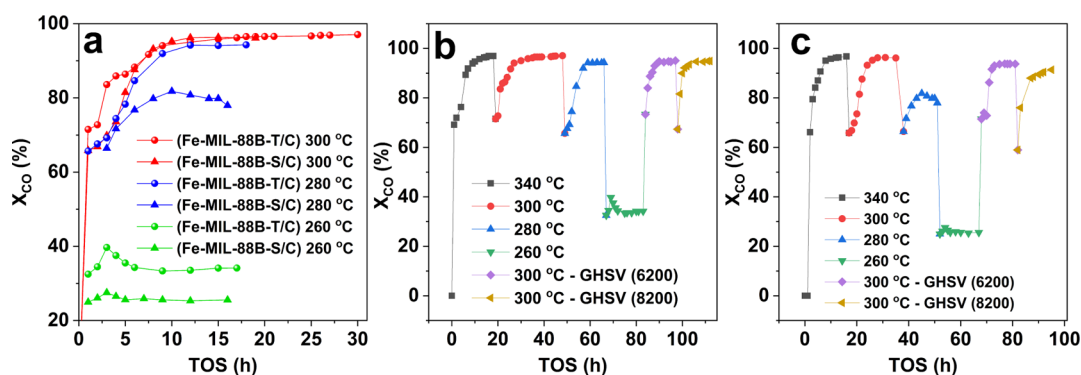 a
X_CO (%)
100
80
60
40
20
0 5 10 15 20 25 30
TOS (h)
(Fe-MIL-88B-T/C) 300 °C
(Fe-MIL-88B-S/C) 300 °C
(Fe-MIL-88B-T/C) 280 °C
(Fe-MIL-88B-S/C) 280 °C
(Fe-MIL-88B-T/C) 260 °C
(Fe-MIL-88B-S/C) 260 °C
b
X_CO (%)
100
80
60
40
20
0
0 20 40 60 80 100
TOS (h)
340 °C
300 °C
280 °C
260 °C
300 °C - GHSV (6200)
300 °C - GHSV (8200)
c
X_CO (%)
100
80
60
40
20
0
0 20 40 60 80 100
TOS (h)
340 °C
300 °C
280 °C
260 °C
300 °C - GHSV (6200)
300 °C - GHSV (8200)